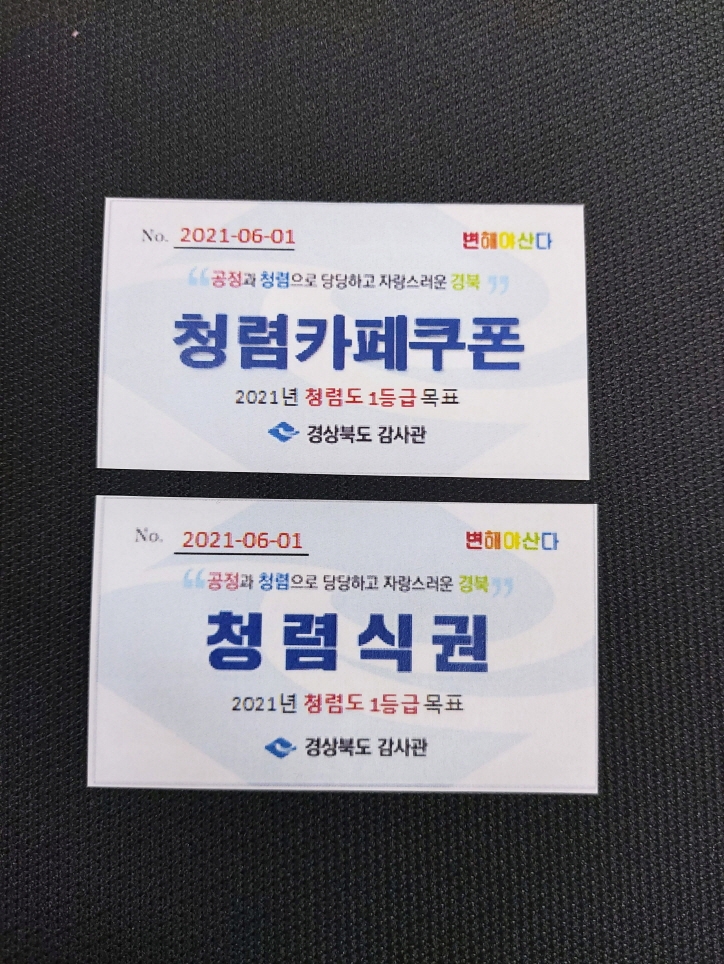 No. 2021-06-01 변해야산다
“공정과 청렴으로 당당하고 자랑스러운 경북”
청렴카페쿠폰
2021년 청렴도 1등급 목표
경상북도 감사관
No. 2021-06-01 변해야산다
“공정과 청렴으로 당당하고 자랑스러운 경북”
청렴식권
2021년 청렴도 1등급 목표
경상북도 감사관